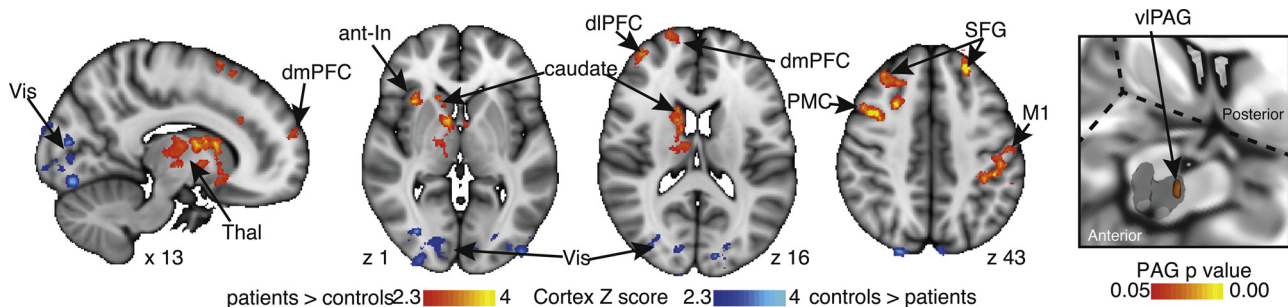 vlPAG
ant-In
dlPFC
SFG
dmPFC
Vis
caudate
dmPFC
PMC
M1
Posterior
Thal
Anterior
x 13
z 1
Vis
z 16
z 43
PAG p value
patients > controls 2.3 4 Cortex Z score 2.3 4 controls > patients
0.05 0.00